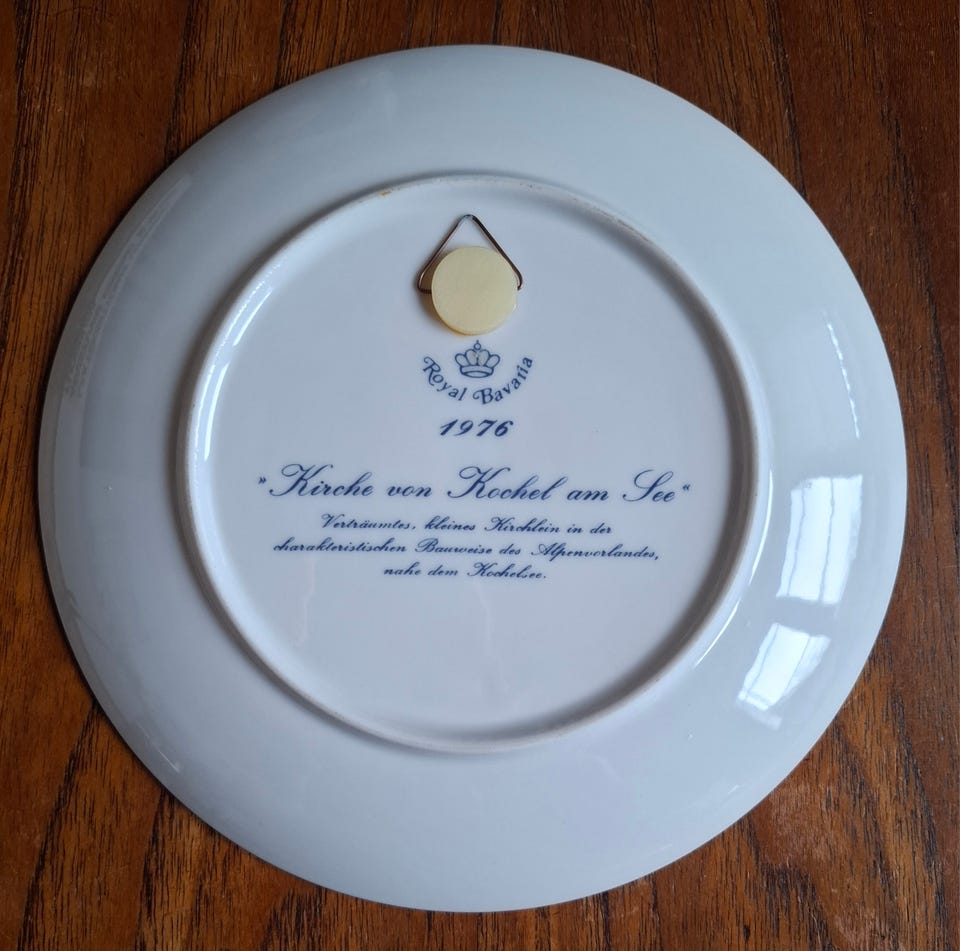 Royal Bavaria
1976
»Kirche von Kochel am See«
Verträumtes, kleines Kirchlein in der
charakteristischen Bauweise des Alpenvorlandes,
nahe dem Kochelsee.